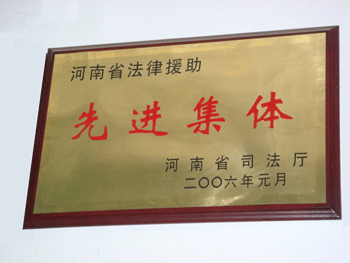 河南省法律援助
先进集体
河南省司法厅
二〇〇六年元月